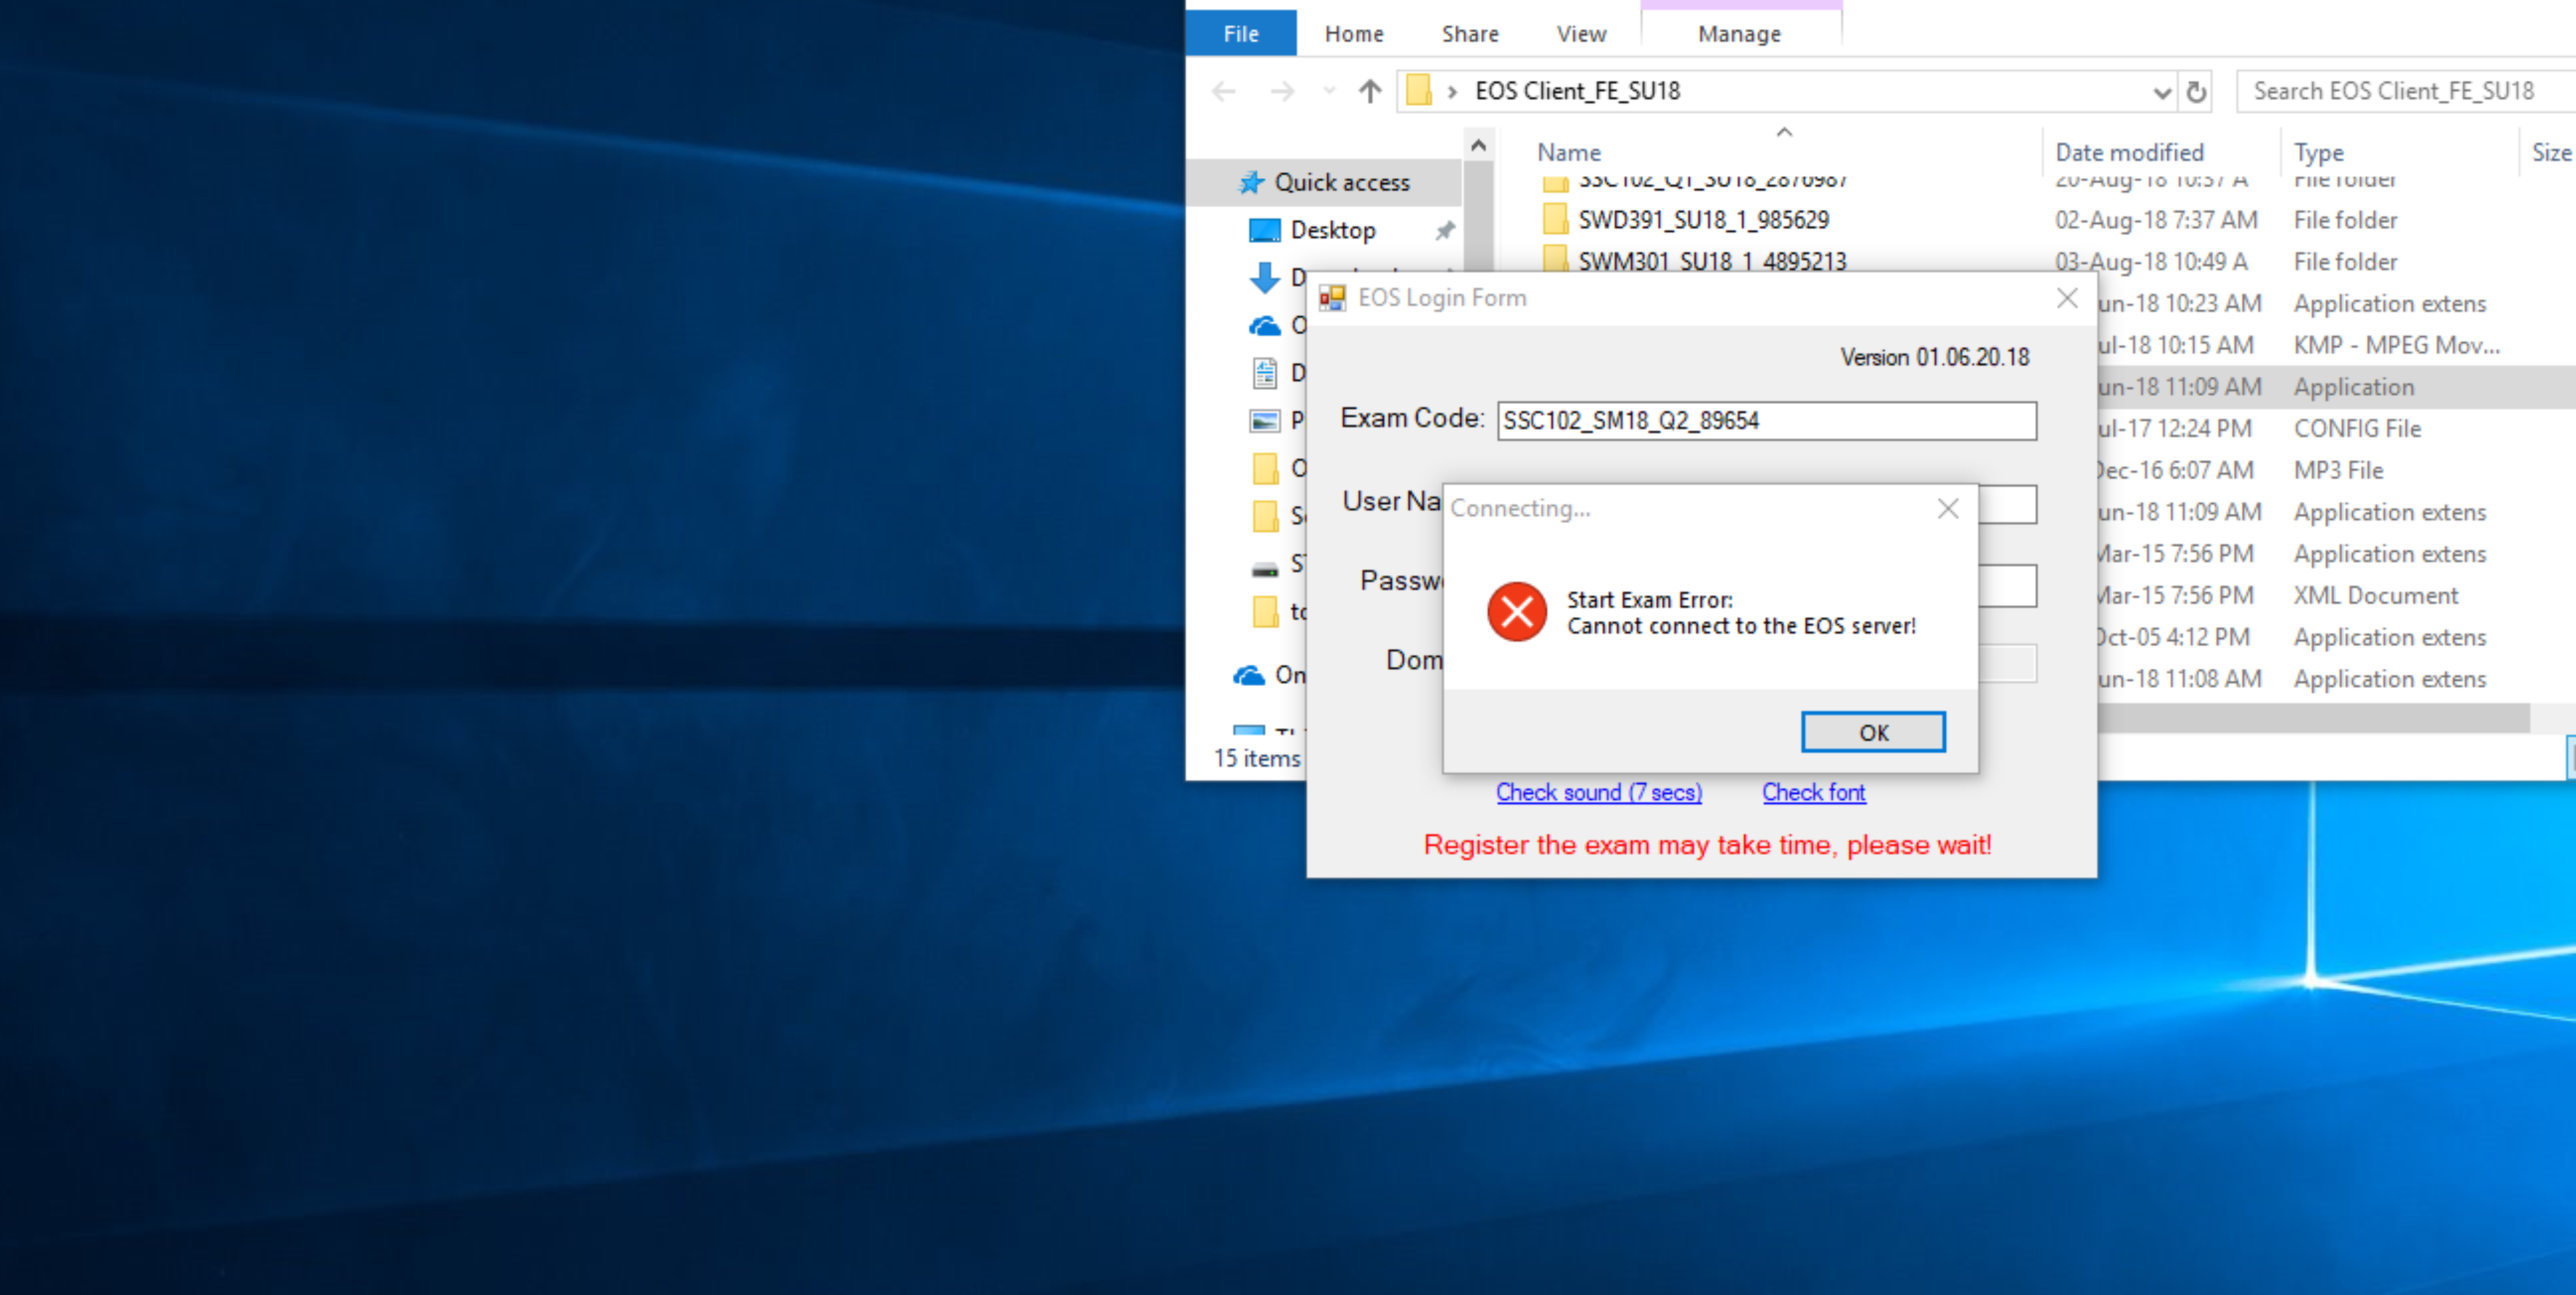 File Home Share View Manage
EOS Client_FE_SU18 Search EOS Client_FE_SU18
Name Date modified Type Size
Quick access
SSC102_Q1_SU18_2876987 20-Aug-18 10:37 A File folder
Desktop
SWD391_SU18_1_985629 02-Aug-18 7:37 AM File folder
SWM301_SU18_1_4895213 03-Aug-18 10:49 A File folder
EOS Login Form
un-18 10:23 AM Application extens
Version 01.06.20.18
ul-18 10:15 AM KMP - MPEG Mov...
un-18 11:09 AM Application
Exam Code: SSC102_SM18_Q2_89654
ul-17 12:24 PM CONFIG File
Dec-16 6:07 AM MP3 File
User Na
Connecting...
un-18 11:09 AM Application extens
Mar-15 7:56 PM Application extens
Passwo
Start Exam Error:
Cannot connect to the EOS server!
Mar-15 7:56 PM XML Document
Oct-05 4:12 PM Application extens
Dom
On
un-18 11:08 AM Application extens
OK
15 items
Check sound (7 secs) Check font
Register the exam may take time, please wait!